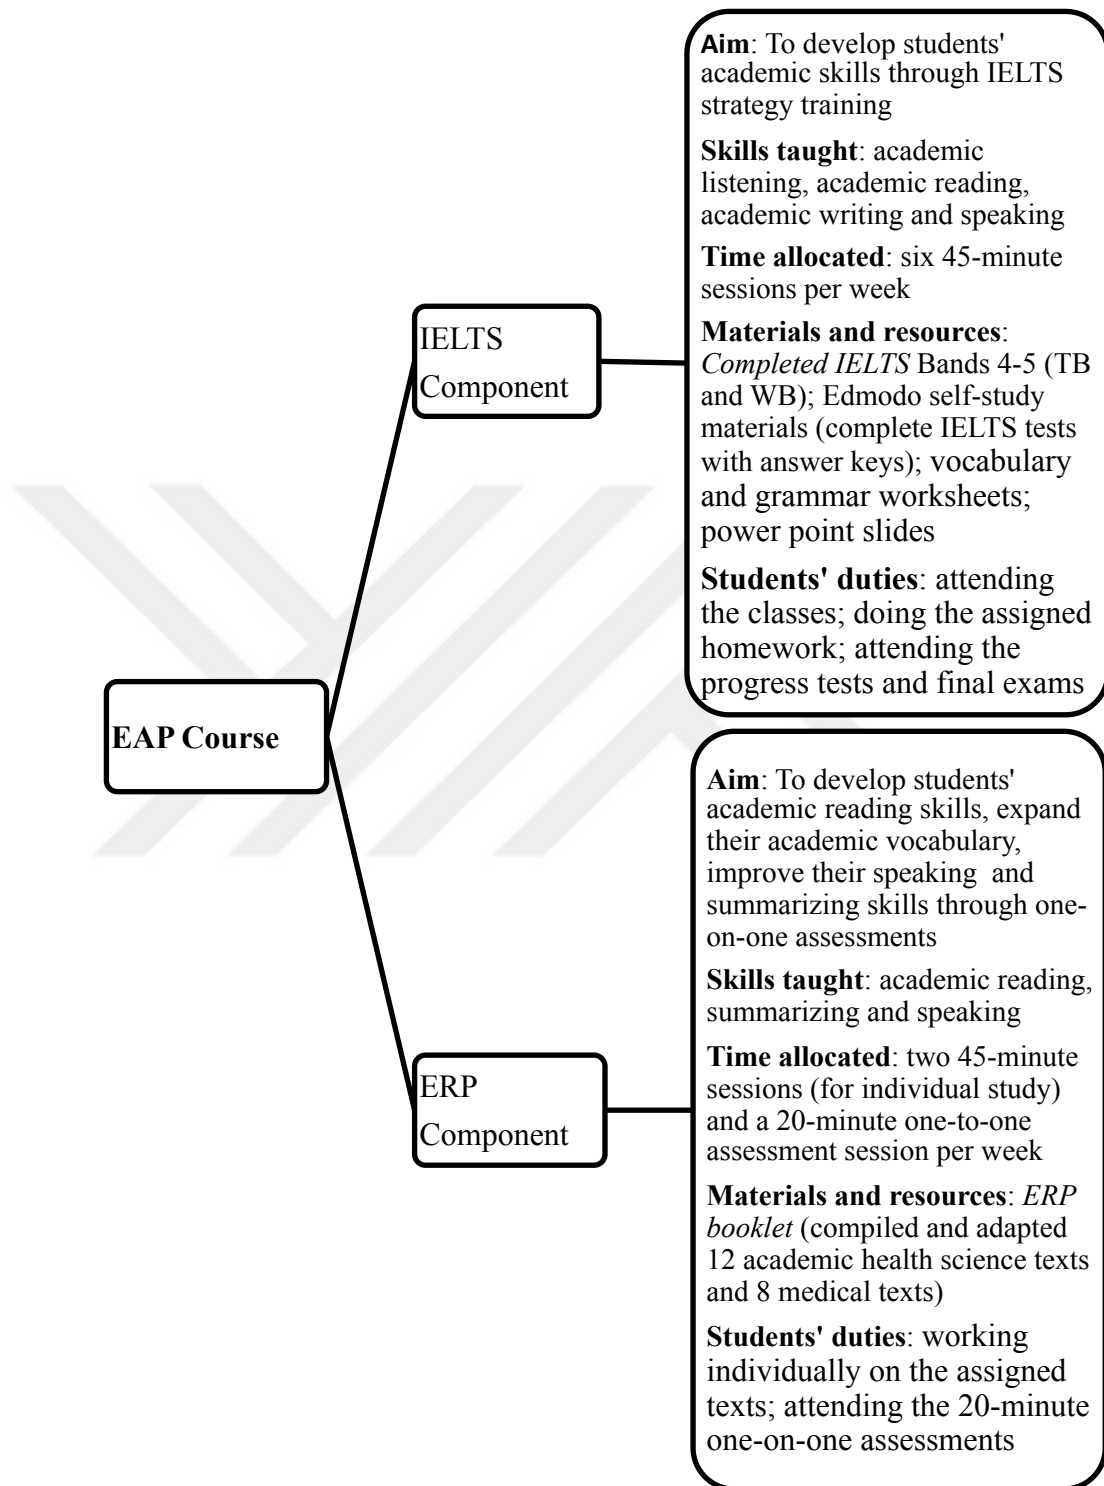 EAP Course
IELTS
Component
Aim: To develop students'
academic skills through IELTS
strategy training
Skills taught: academic
listening, academic reading,
academic writing and speaking
Time allocated: six 45-minute
sessions per week
Materials and resources:
Completed IELTS Bands 4-5 (TB
and WB); Edmodo self-study
materials (complete IELTS tests
with answer keys); vocabulary
and grammar worksheets;
power point slides
Students' duties: attending
the classes; doing the assigned
homework; attending the
progress tests and final exams
ERP
Component
Aim: To develop students'
academic reading skills, expand
their academic vocabulary,
improve their speaking  and
summarizing skills through one-
on-one assessments
Skills taught: academic reading,
summarizing and speaking
Time allocated: two 45-minute
sessions (for individual study)
and a 20-minute one-to-one
assessment session per week
Materials and resources: ERP
booklet (compiled and adapted
12 academic health science texts
and 8 medical texts)
Students' duties: working
individually on the assigned
texts; attending the 20-minute
one-on-one assessments